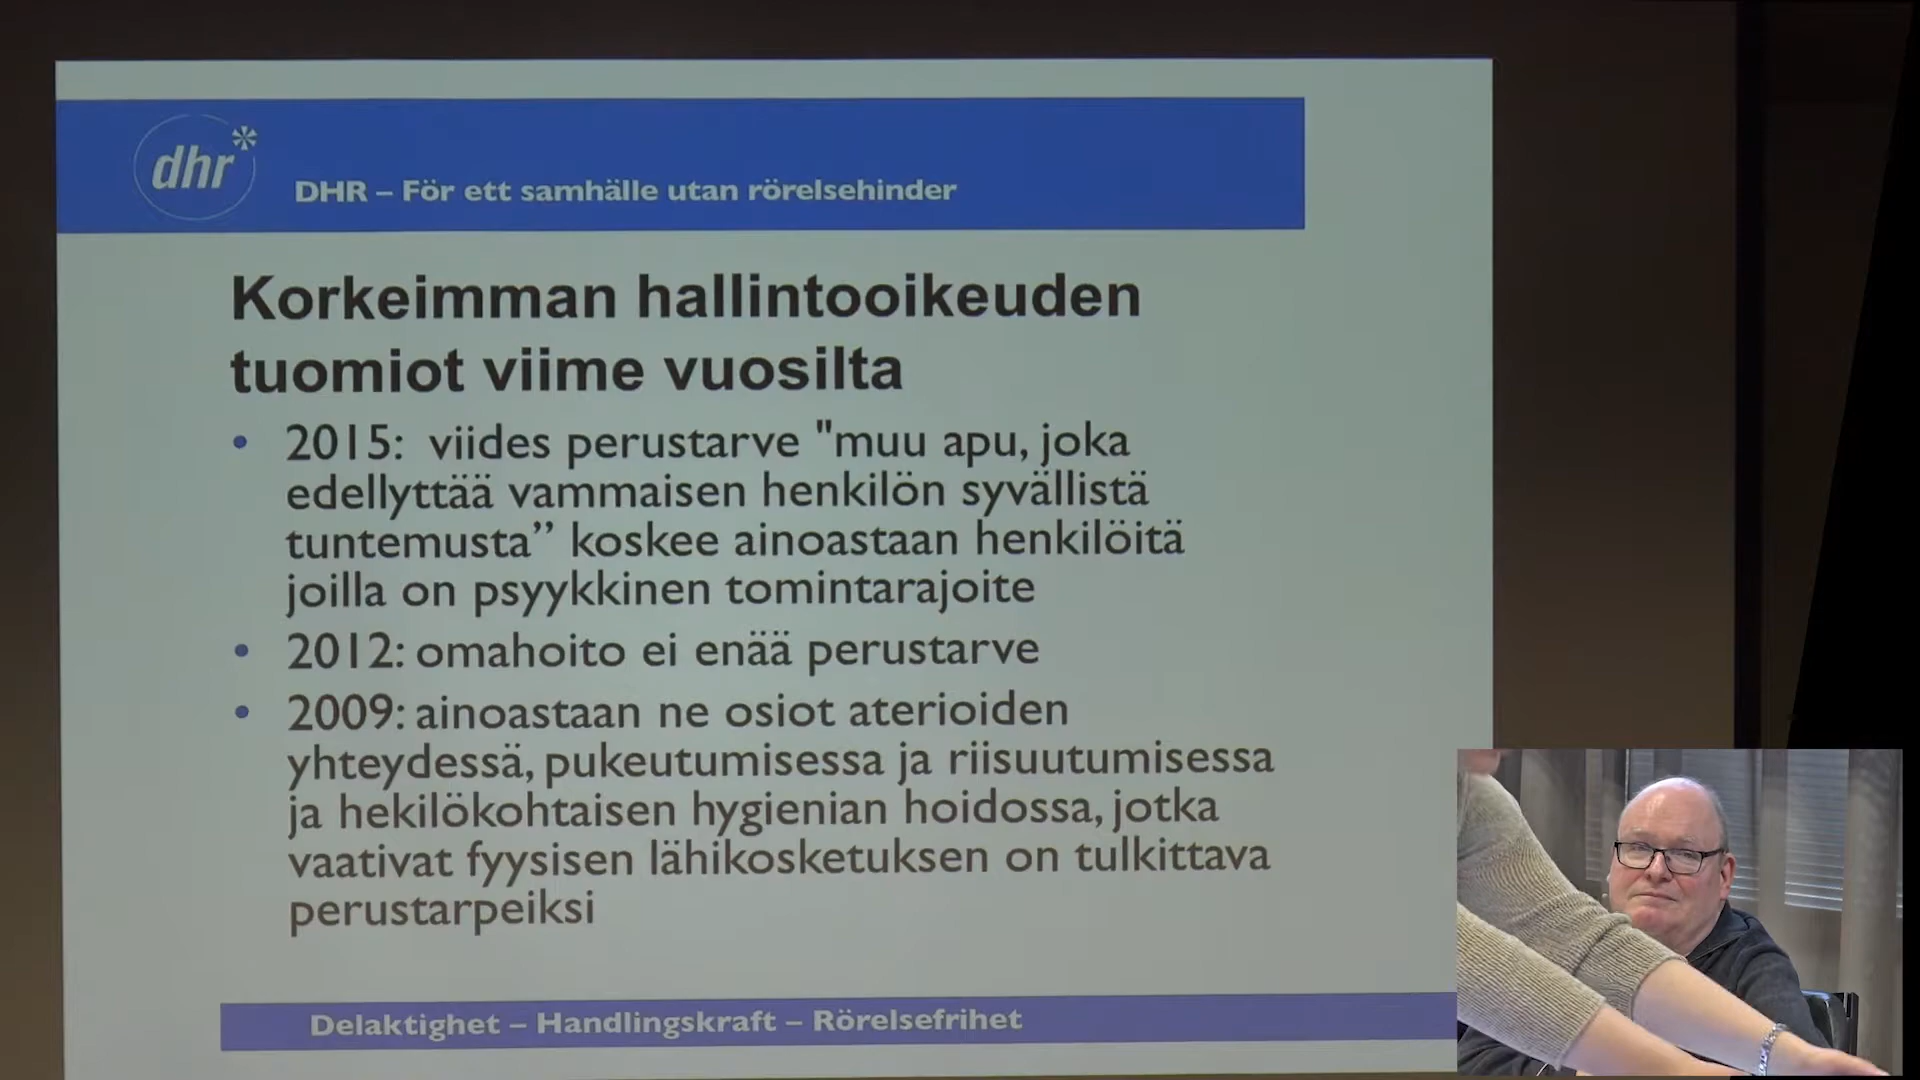 dhr
DHR – För ett samhälle utan rörelsehinder
Korkeimman hallintooikeuden
tuomiot viime vuosilta
• 2015: viides perustarve "muu apu, joka
edellyttää vammaisen henkilön syvällistä
tuntemusta” koskee ainoastaan henkilöitä
joilla on psyykkinen tomintarajoite
• 2012: omahoito ei enää perustarve
• 2009: ainoastaan ne osiot aterioiden
yhteydessä, pukeutumisessa ja riisuutumisessa
ja hekilökohtaisen hygienian hoidossa, jotka
vaativat fyysisen lähikosketuksen on tulkittava
perustarpeiksi
Delaktighet – Handlingskraft – Rörelsefrihet